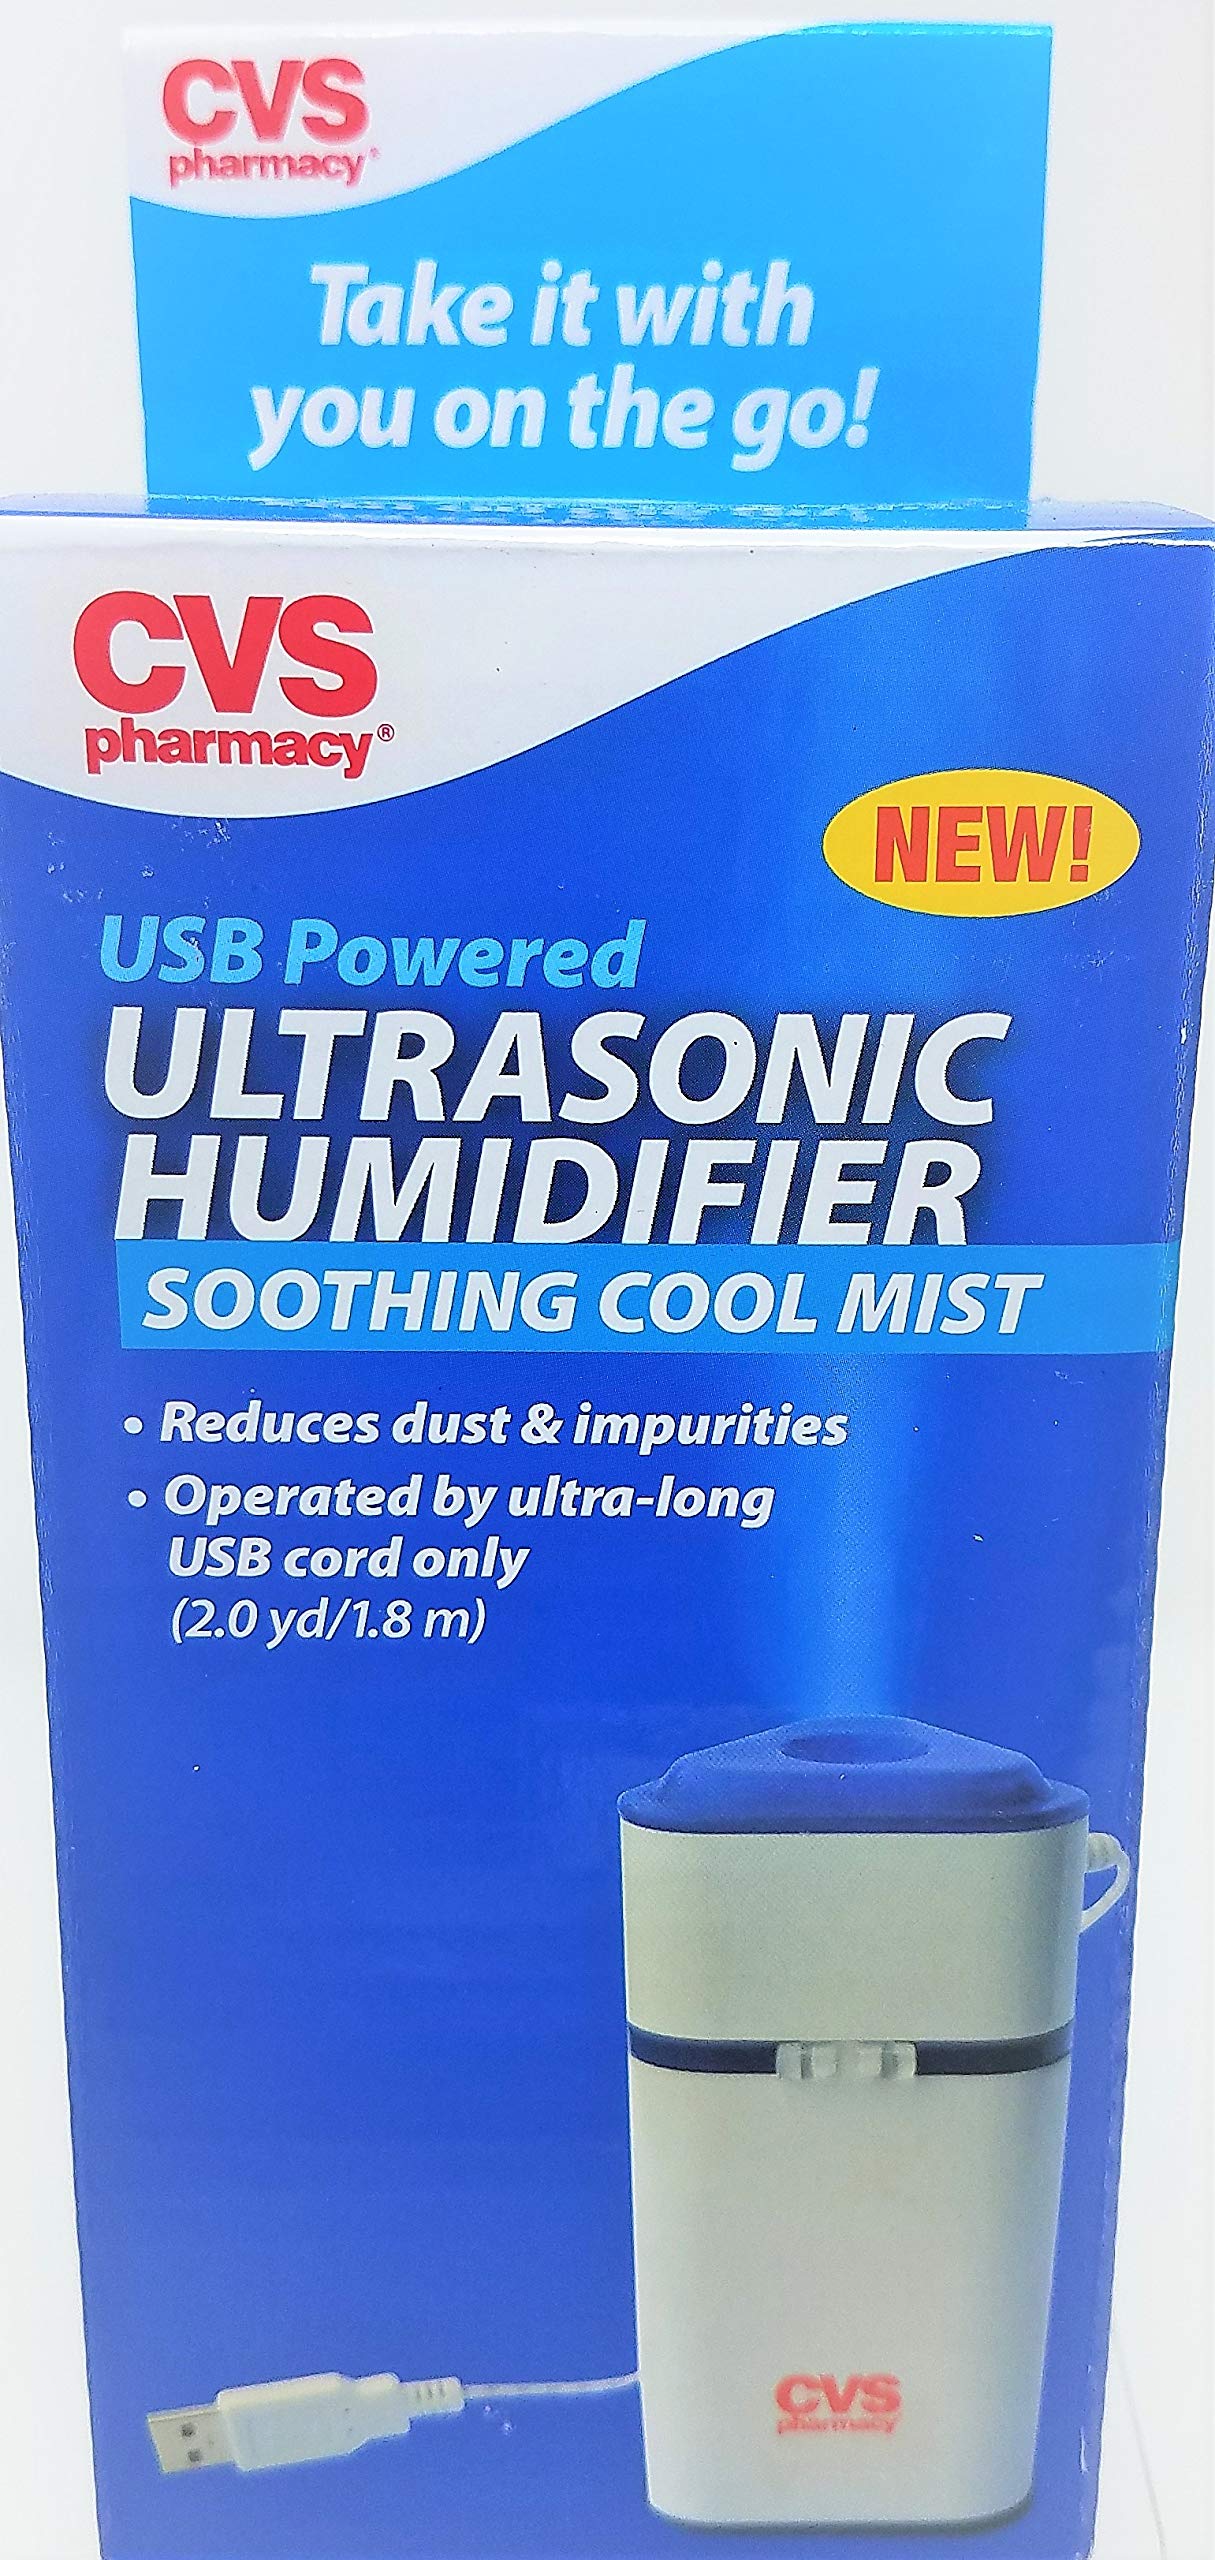 CVS
pharmacy®
Take it with
you on the go!
CVS
pharmacy®
NEW!
USB Powered
ULTRASONIC
HUMIDIFIER
SOOTHING COOL MIST
• Reduces dust & impurities
• Operated by ultra-long
USB cord only
(2.0 yd/1.8 m)
CVS
pharmacy